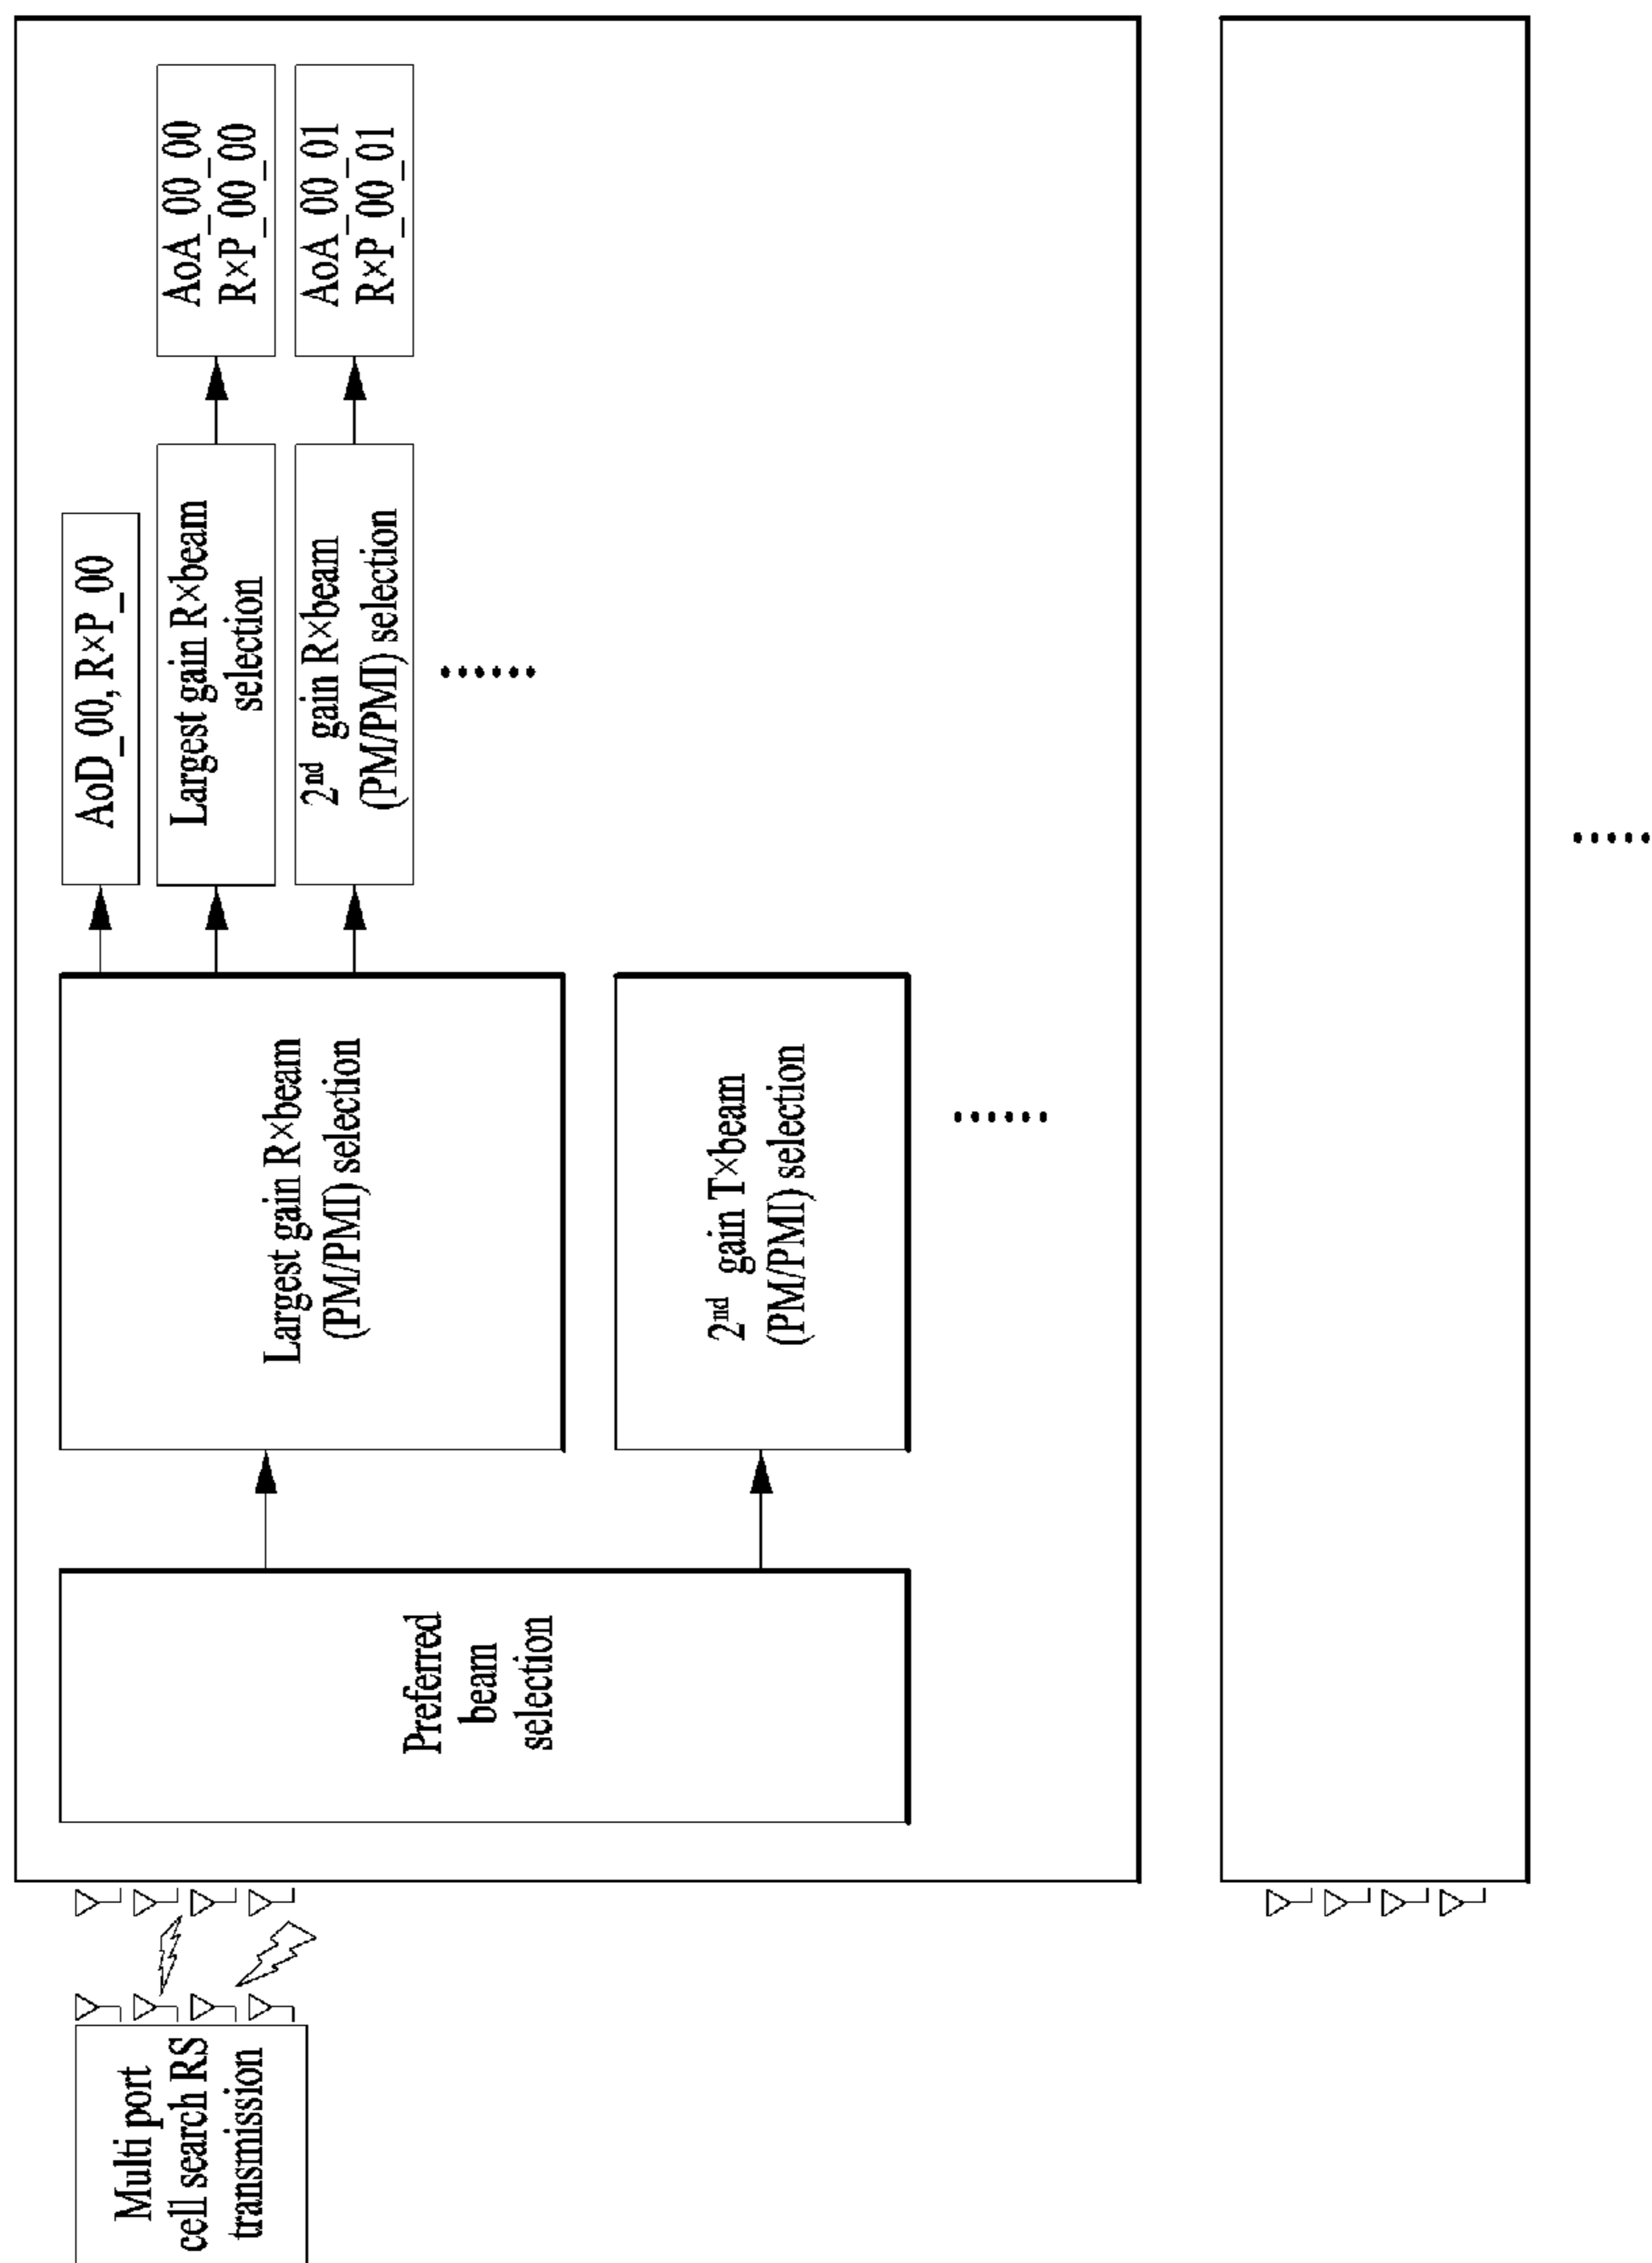 Multi port
cell search RS
transmission
Preferred
beam
selection
Largest gain R×beam
(PM/PMI) selection
2nd gain T×beam
(PM/PMI) selection
AoD_00, R×P_00
Largest gain R×beam
selection
2nd gain R×beam
(PM/PMI) selection
AoA_00_00
R×P_00_00
AoA_00_01
R×P_00_01